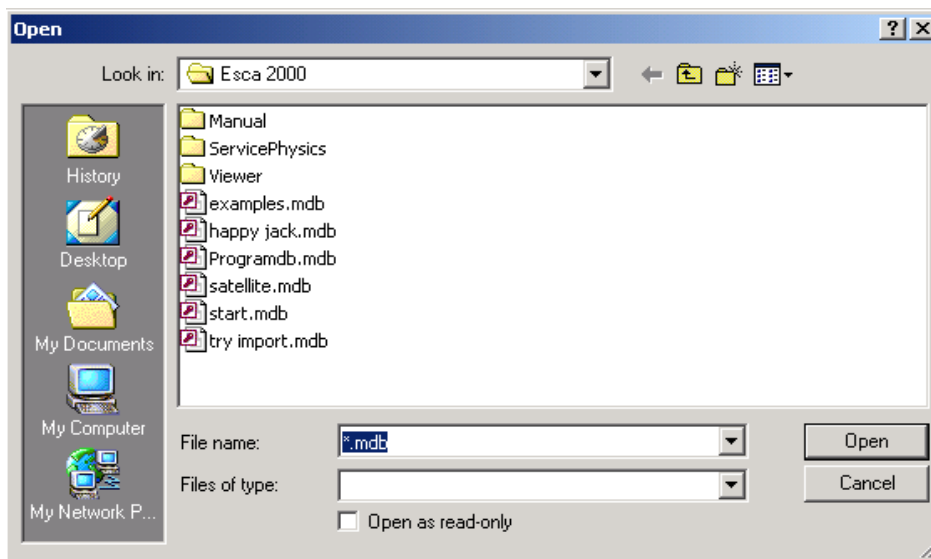 Open
Look in: Esca 2000
History
Desktop
My Documents
My Computer
My Network P...
Manual
ServicePhysics
Viewer
examples.mdb
happy jack.mdb
Programdb.mdb
satellite.mdb
start.mdb
try import.mdb
File name: *.mdb Open
Files of type: Cancel
Open as read-only